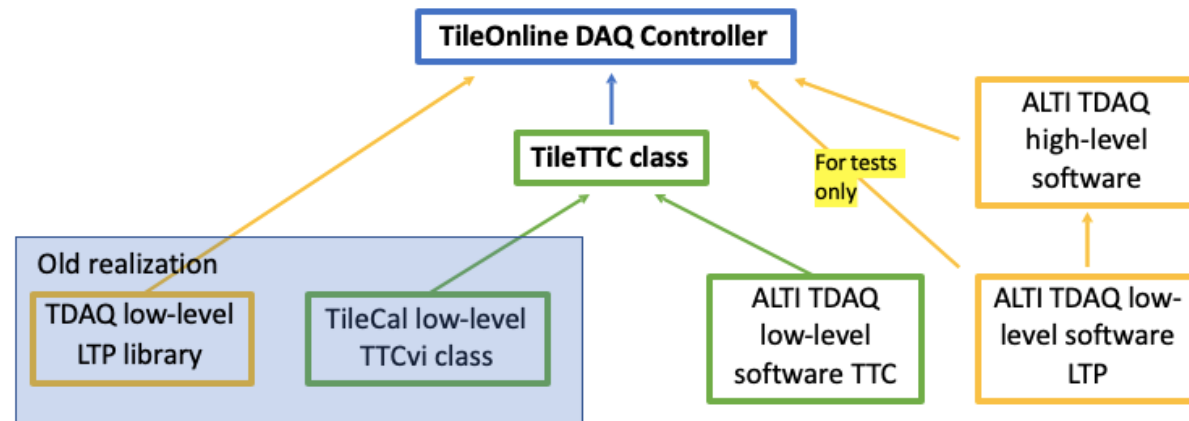 TileOnline DAQ Controller
ALTI TDAQ
high-level
software
TileTTC class
For tests
only
Old realization
TDAQ low-level
LTP library
TileCal low-level
TTCvi class
ALTI TDAQ
low-level
software TTC
ALTI TDAQ low-
level software
LTP